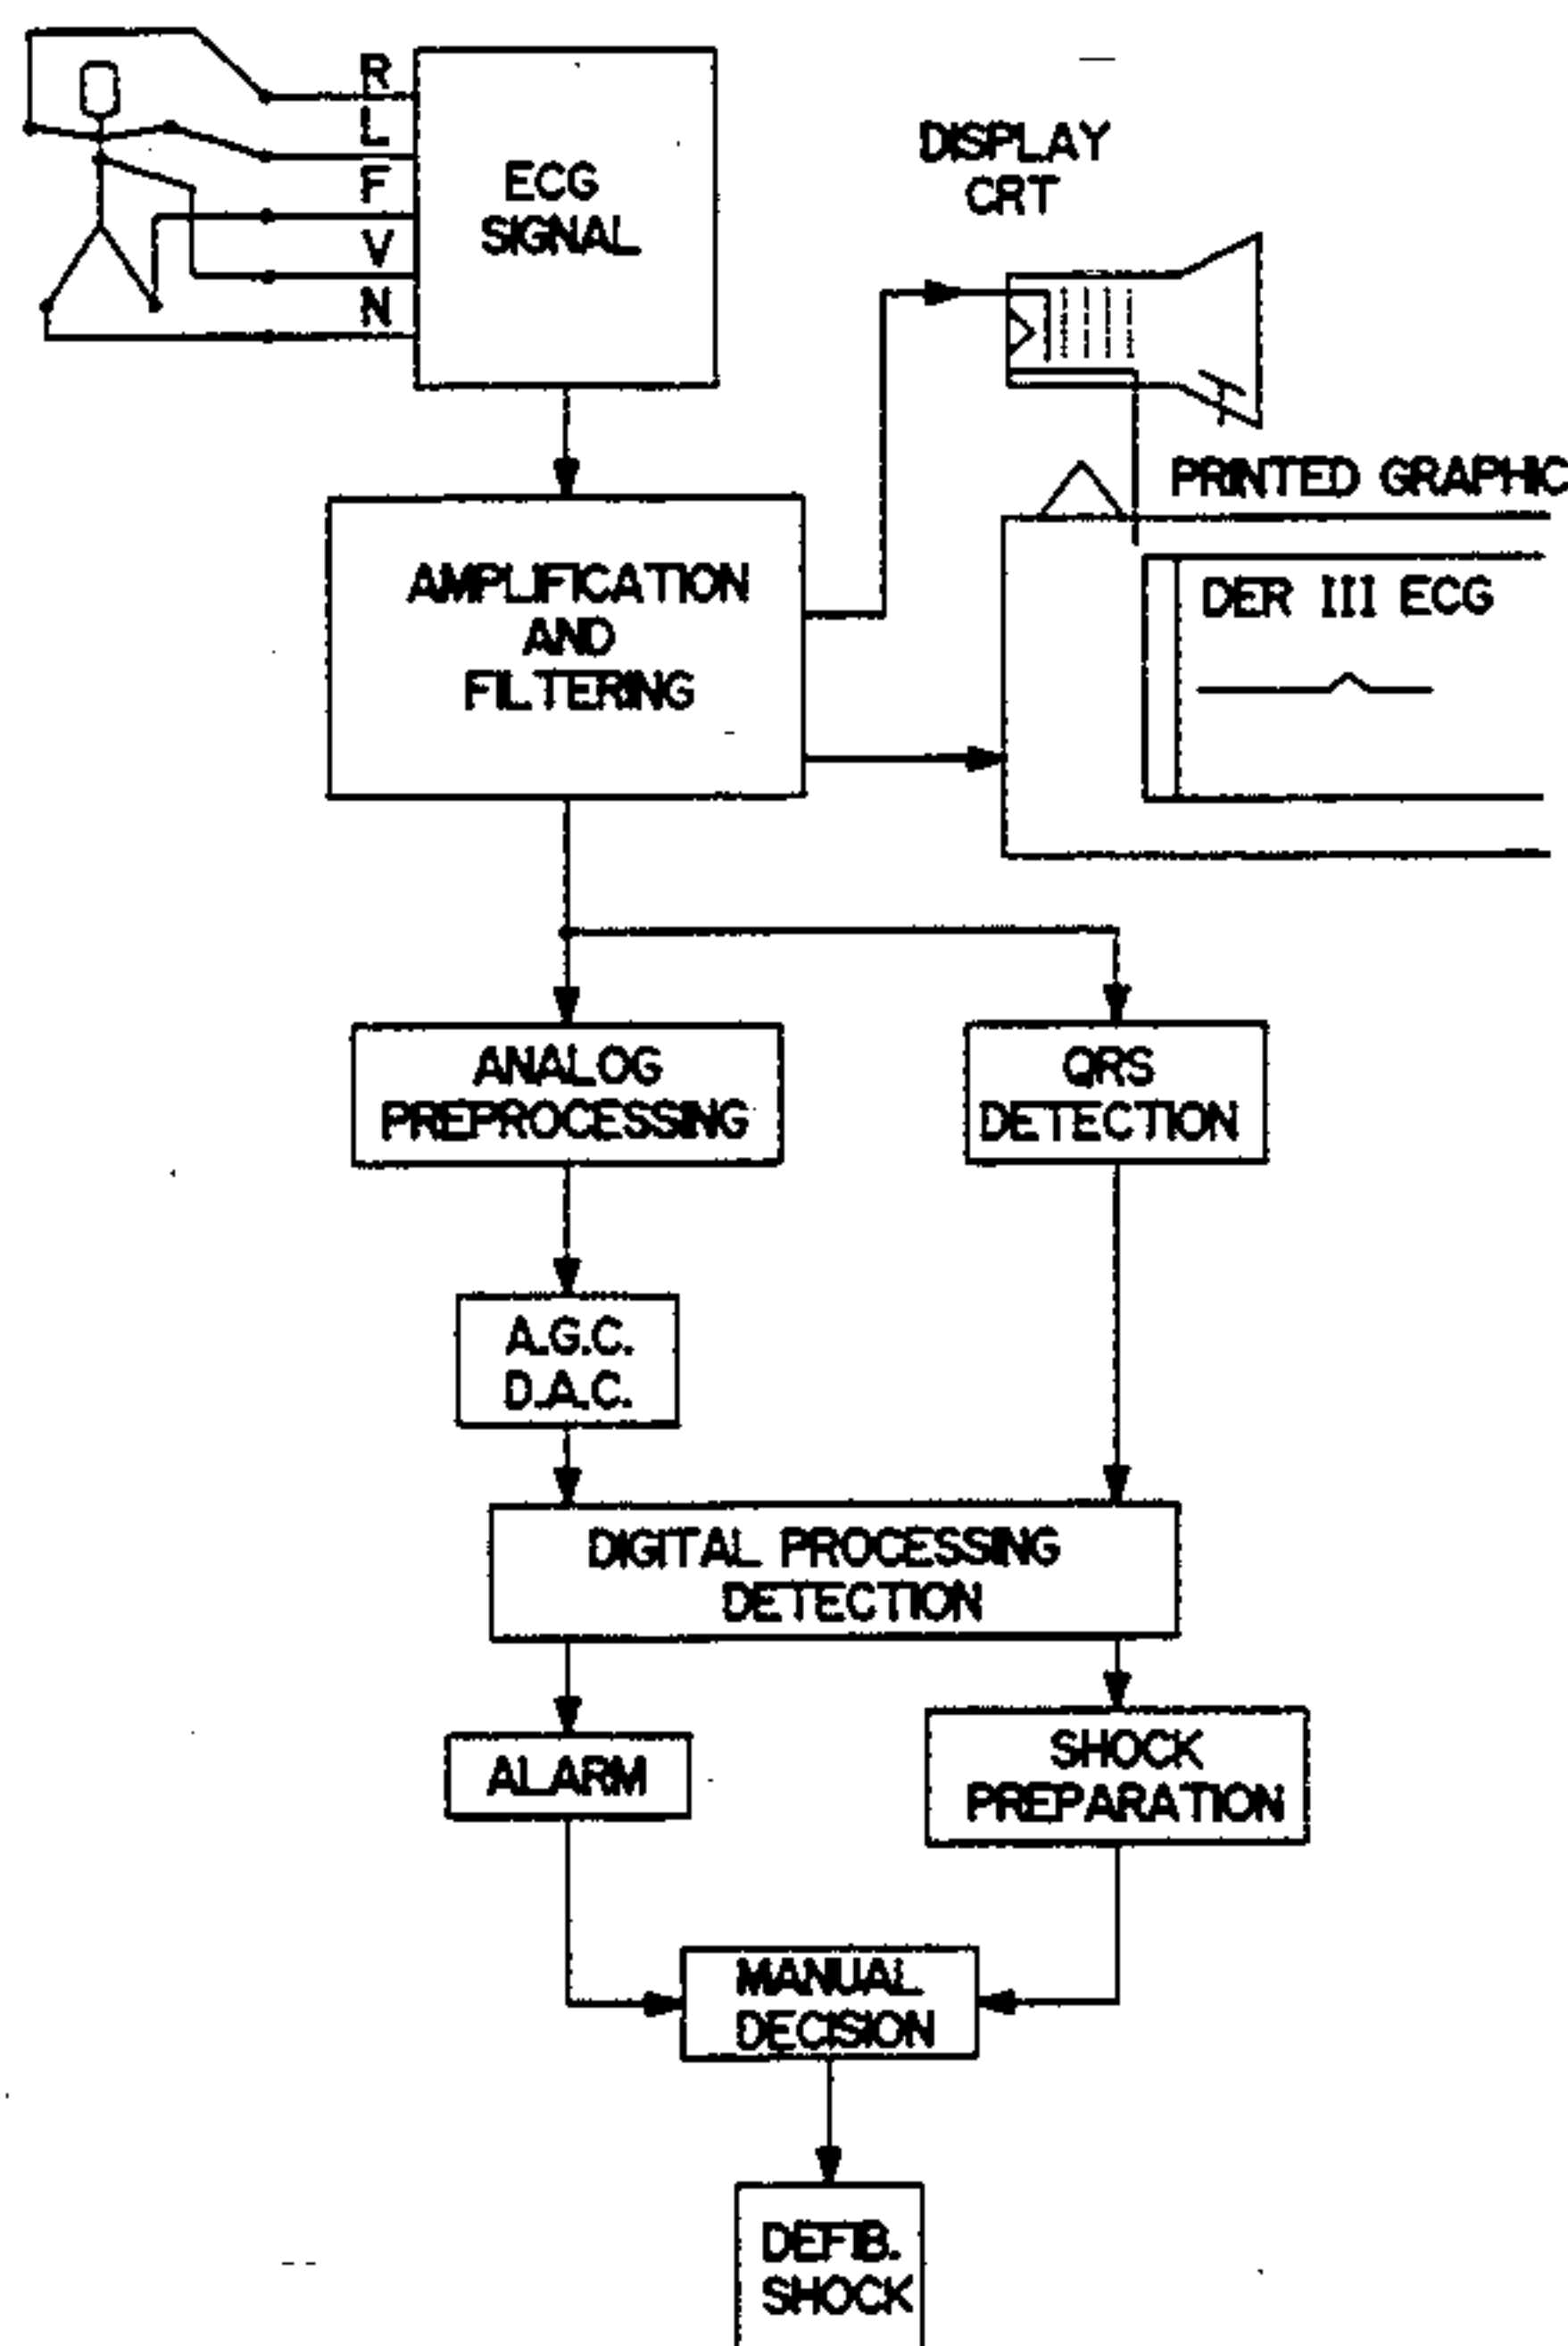 R
L
F
V
N
ECG
SIGNAL
DISPLAY
CRT
PRINTED GRAPHIC
DER III ECG
AMPLIFICATION
AND
FILTERING
ANALOG
PREPROCESSING
QRS
DETECTION
A.G.C.
D.A.C.
DIGITAL PROCESSING
DETECTION
ALARM
SHOCK
PREPARATION
MANUAL
DECISION
DEFIB.
SHOCK